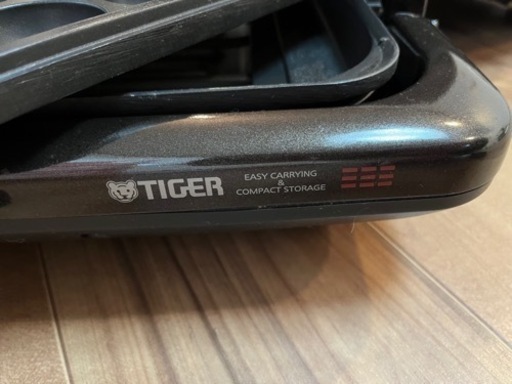 TIGER
EASY CARRYING
&
COMPACT STORAGE